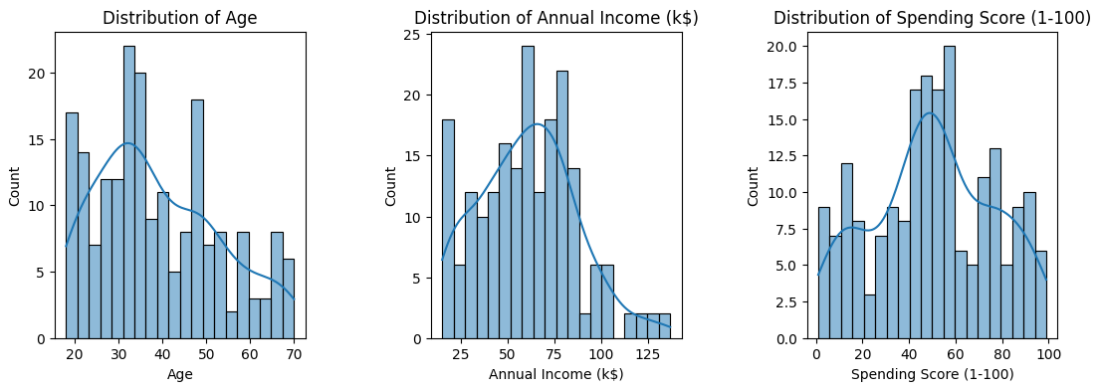 Distribution of Age
Count
20
15
10
5
0
20 30 40 50 60 70
Age
Distribution of Annual Income (k$)
Count
25
20
15
10
5
0
25 50 75 100 125
Annual Income (k$)
Distribution of Spending Score (1-100)
Count
20.0
17.5
15.0
12.5
10.0
7.5
5.0
2.5
0.0
0 20 40 60 80 100
Spending Score (1-100)